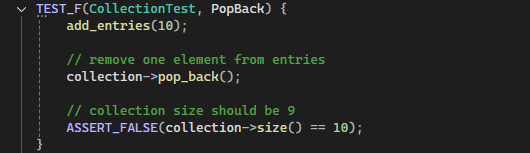 TEST_F(CollectionTest, PopBack) {
    add_entries(10);

    // remove one element from entries
    collection->pop_back();

    // collection size should be 9
    ASSERT_FALSE(collection->size() == 10);
}